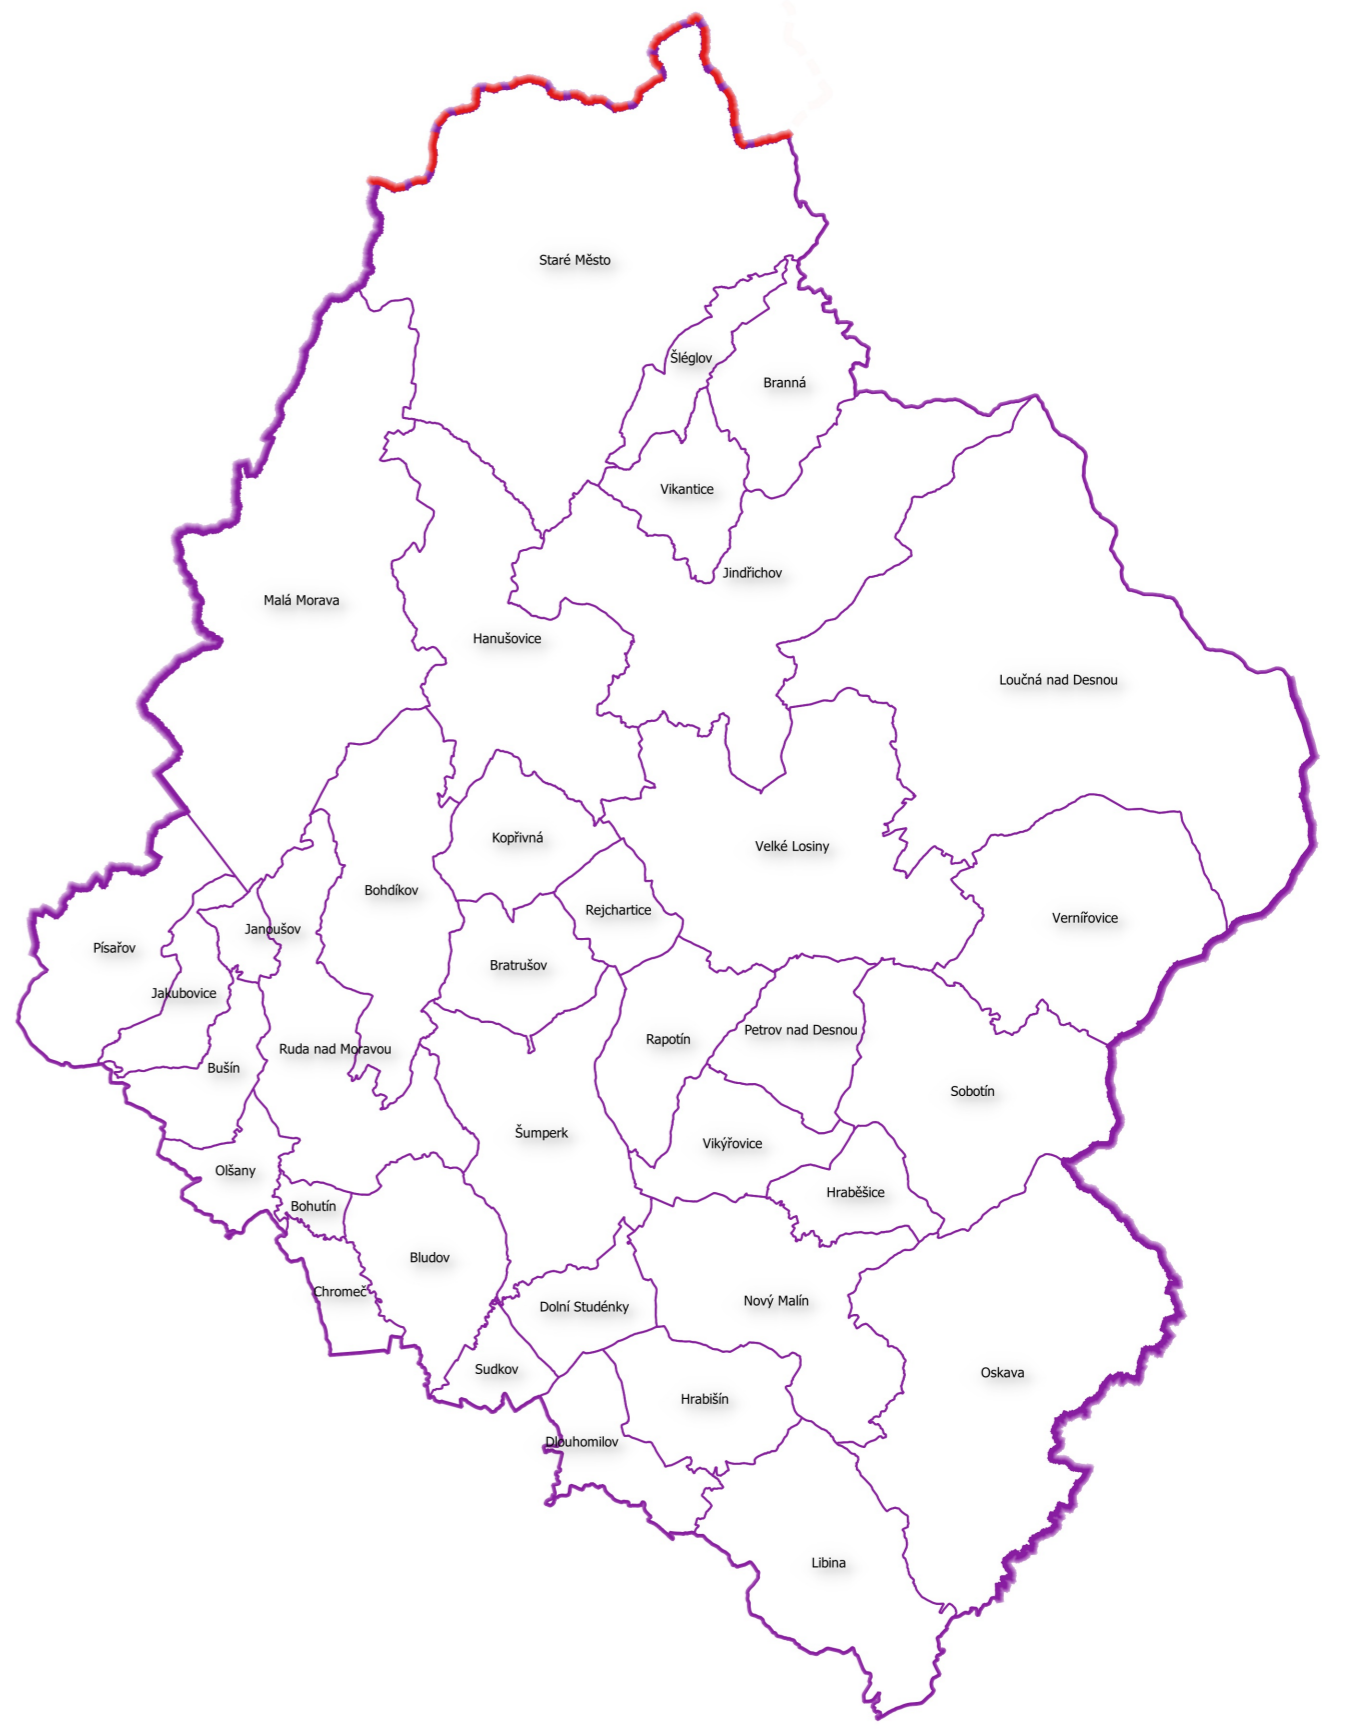 Staré Město
Šléglov
Branná
Vikantice
Jindřichov
Malá Morava
Hanušovice
Loučná nad Desnou
Kopřivná
Velké Losiny
Bohdíkov
Rejchartice
Vernířovice
Janoušov
Písařov
Bratrušov
Jakubovice
Petrov nad Desnou
Rapotín
Ruda nad Moravou
Bušín
Sobotín
Šumperk
Vikýřovice
Olšany
Hraběšice
Bohutín
Bludov
Chromeč
Nový Malín
Dolní Studénky
Sudkov
Oskava
Hrabišín
Dlouhomilov
Libina